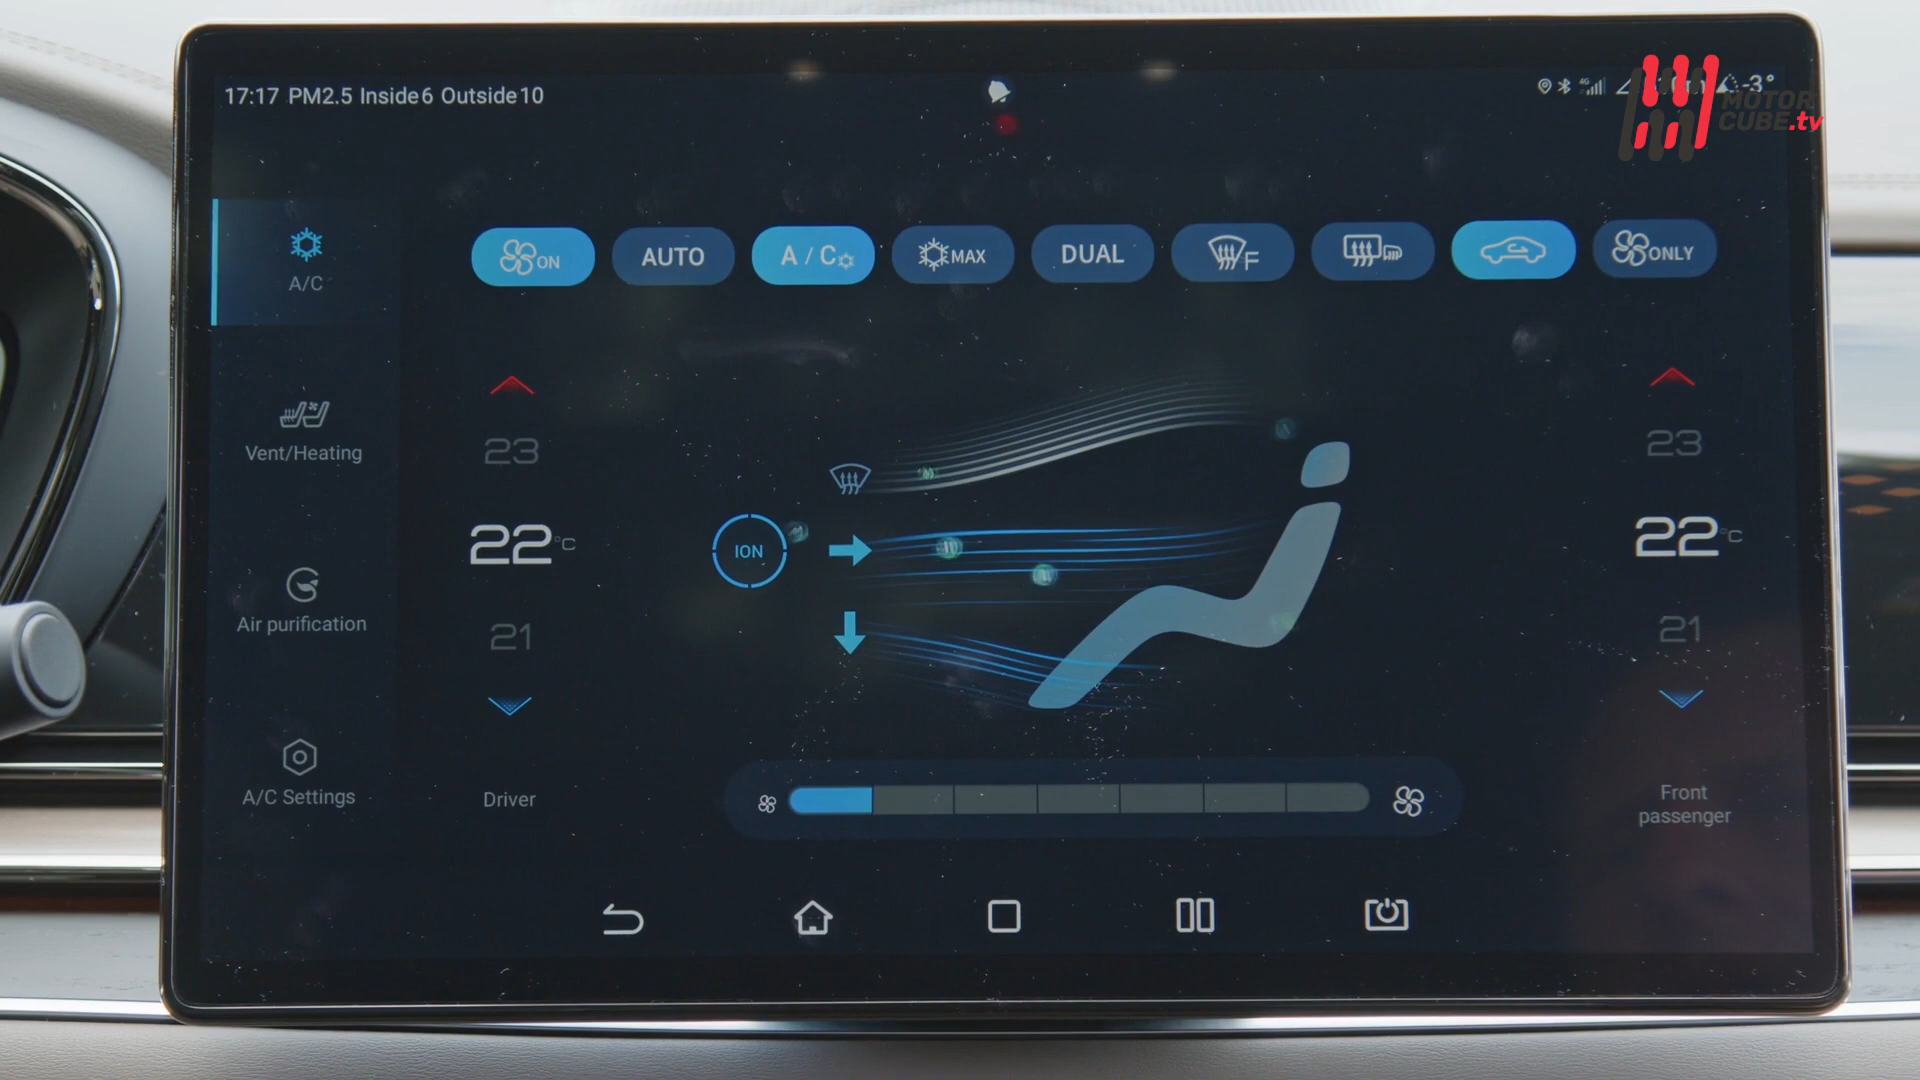 17:17 PM2.5 Inside6 Outside10
4G
-3°
MOTOR
CUBE.tv
ON
AUTO
A/C
MAX
DUAL
F
ONLY
A/C
Vent/Heating
Air purification
A/C Settings
23
22°C
21
Driver
ION
23
22°C
21
Front
passenger